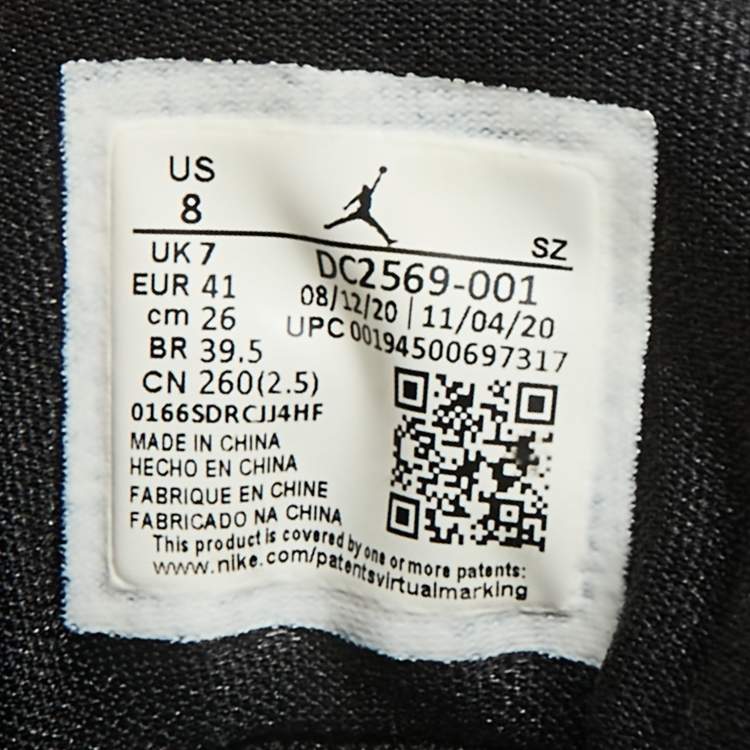 US
8
SZ
UK 7
EUR 41
cm 26
BR 39.5
CN 260(2.5)
DC2569-001
08/12/20 | 11/04/20
UPC 00194500697317
0166SDRCJJ4HF
MADE IN CHINA
HECHO EN CHINA
FABRIQUE EN CHINE
FABRICADO NA CHINA
This product is covered by one or more patents:
www.nike.com/patentsvirtualmarking